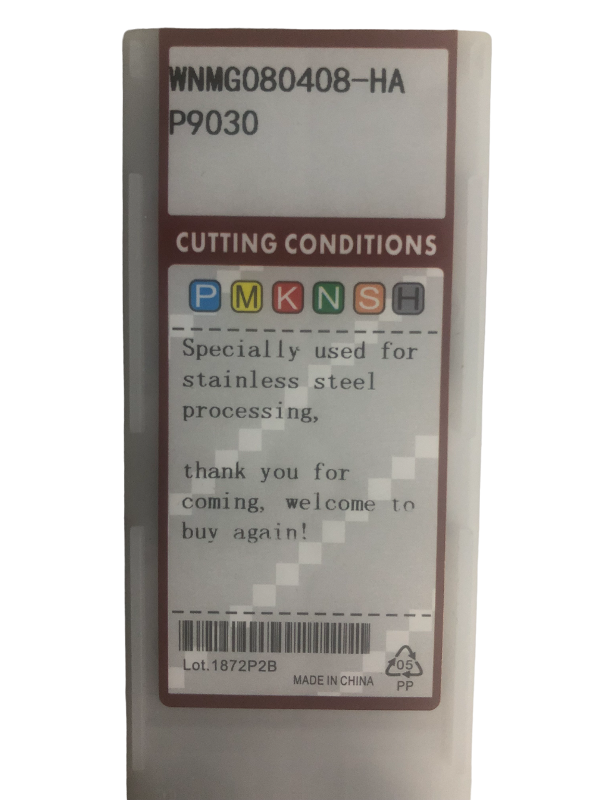 WNMG080408-HA
P9030
CUTTING CONDITIONS
P M K N S H
Specially used for
stainless steel
processing,
thank you for
coming, welcome to
buy again!
Lot.1872P2B
MADE IN CHINA
05
PP